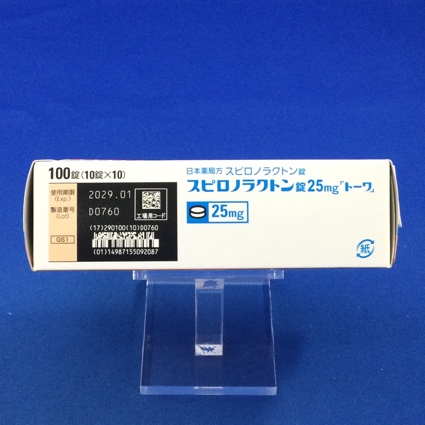 100錠(10錠×10)
使用期限
(Exp.)
2029.01
製造番号
(Lot)
D0760
工場用コード
GS1
(17)290100(10)D0760
(01)14987155092087
日本薬局方 スピロノラクトン錠
スピロノラクトン錠25mg「トーワ」
25mg
紙